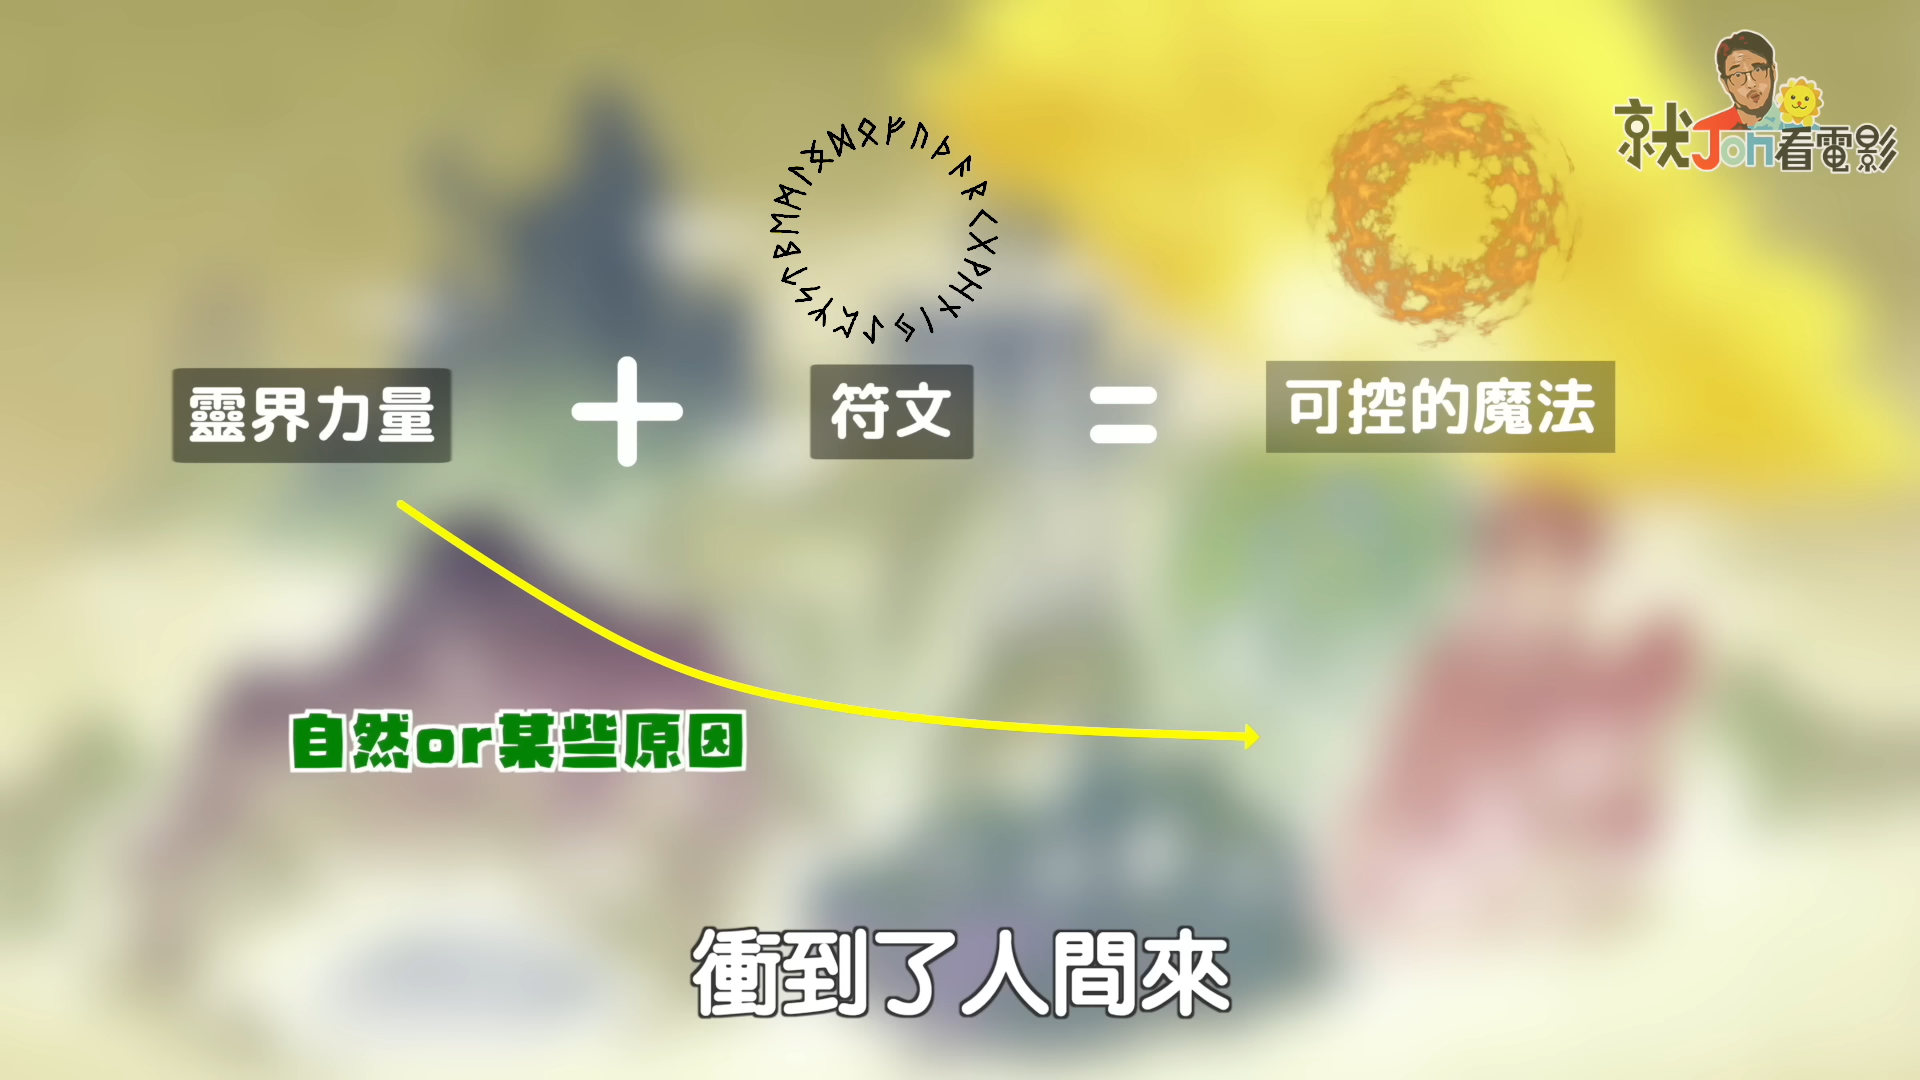 就Jon看電影
ᚠᚢᚦᚨᚱᚲᚷᚹᚺᚾᛁᛃᛇᛈᛉᛊᛏᛒᛖᛗᛚᛜᛞᛟ
靈界力量 + 符文 = 可控的魔法
自然or某些原因
衝到了人間來